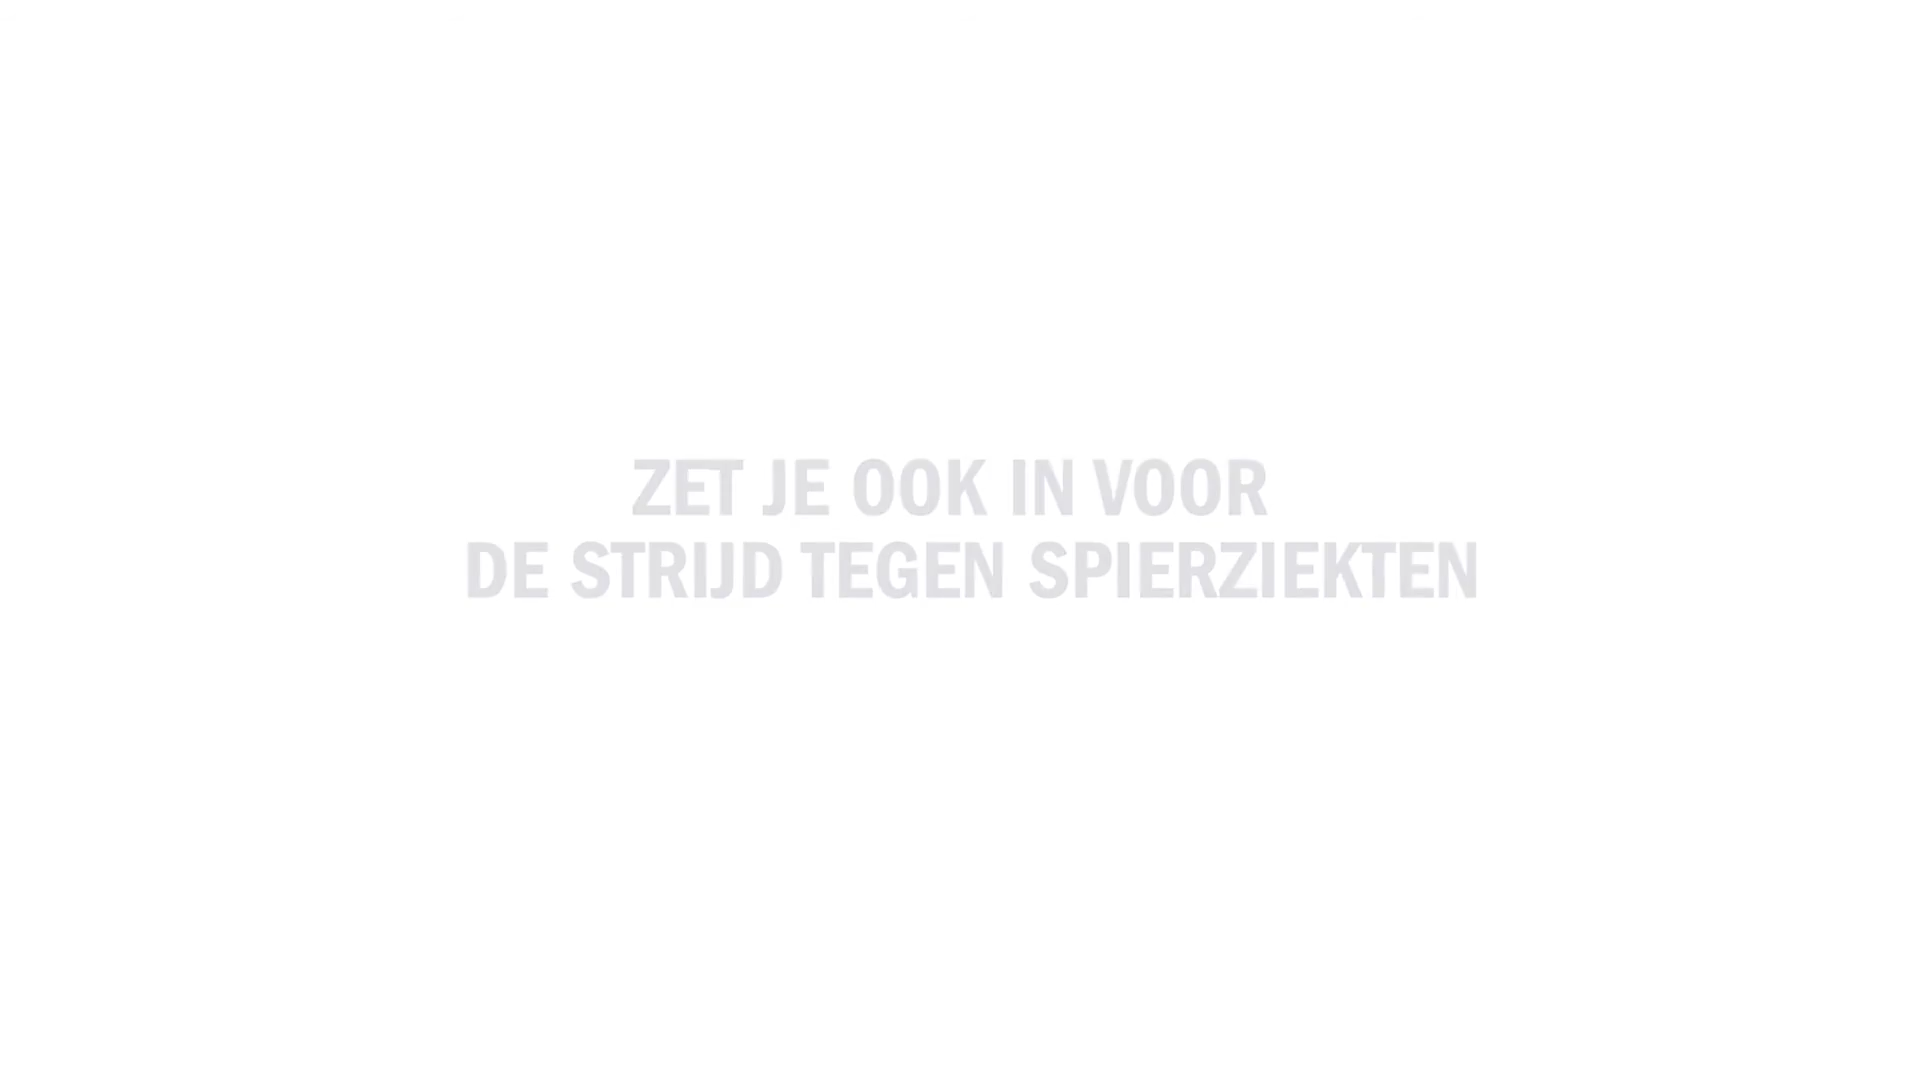 ZET JE OOK IN VOOR
DE STRIJD TEGEN SPIERZIEKTEN